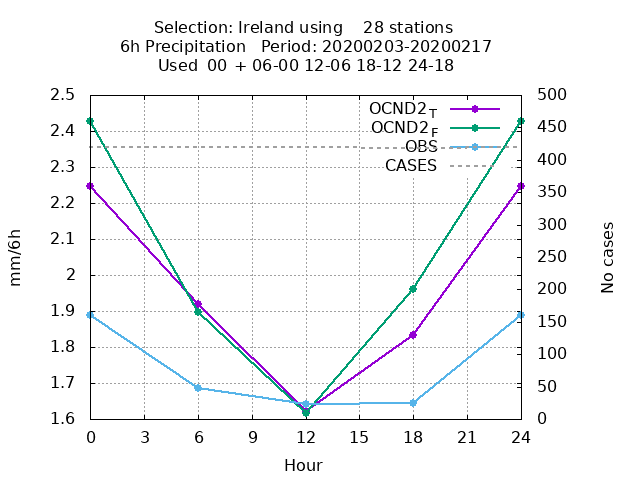 Selection: Ireland using    28 stations
6h Precipitation   Period: 20200203-20200217
Used  00 + 06-00 12-06 18-12 24-18
OCND2T
OCND2F
OBS
CASES
2.5
2.4
2.3
2.2
2.1
2
1.9
1.8
1.7
1.6
mm/6h
500
450
400
350
300
250
200
150
100
50
0
No cases
0 3 6 9 12 15 18 21 24
Hour